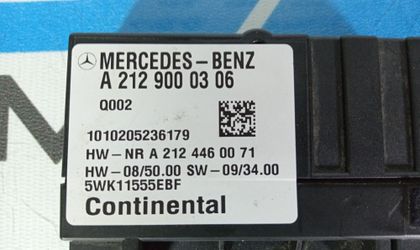 MERCEDES-BENZ
A 212 900 03 06
Q002
1010205236179
HW-NR A 212 446 00 71
HW-08/50.00 SW-09/34.00
5WK11555EBF
Continental